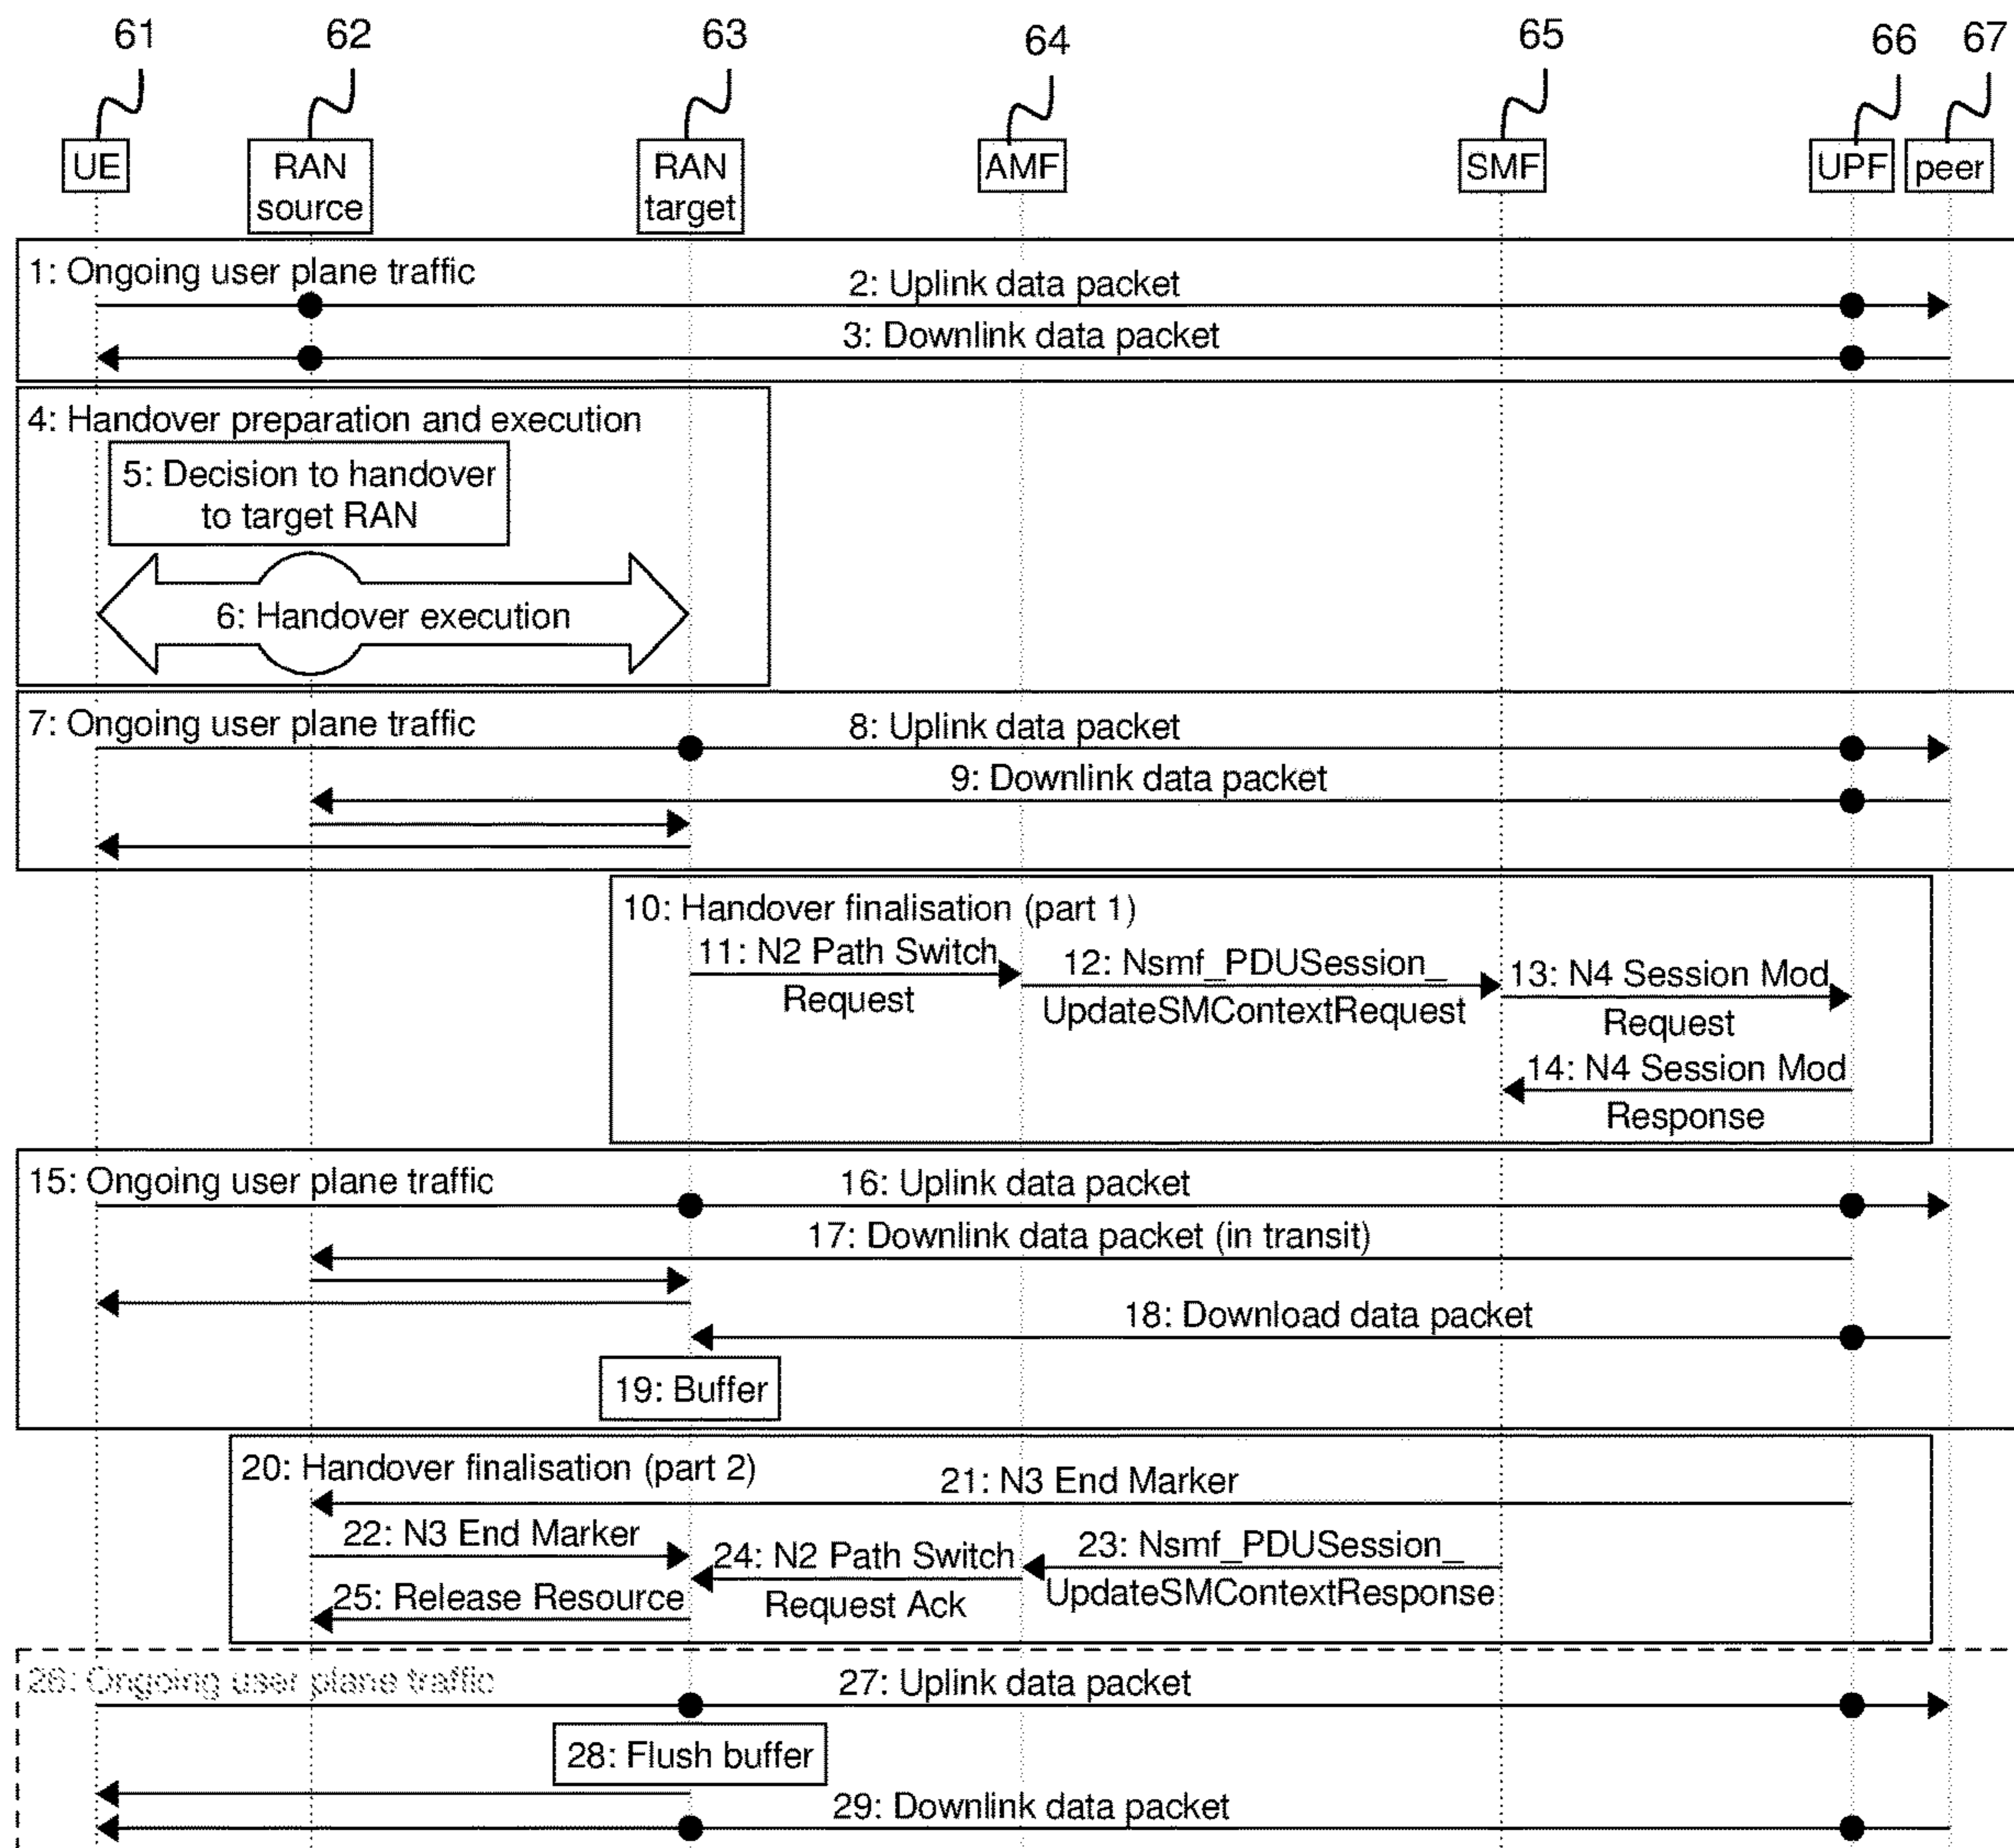 61 62 63 64 65 66 67
UE RAN source RAN target AMF SMF UPF peer
1: Ongoing user plane traffic
2: Uplink data packet
3: Downlink data packet
4: Handover preparation and execution
5: Decision to handover
to target RAN
6: Handover execution
7: Ongoing user plane traffic
8: Uplink data packet
9: Downlink data packet
10: Handover finalisation (part 1)
11: N2 Path Switch
Request
12: Nsmf_PDUSession_
UpdateSMContextRequest
13: N4 Session Mod
Request
14: N4 Session Mod
Response
15: Ongoing user plane traffic
16: Uplink data packet
17: Downlink data packet (in transit)
18: Download data packet
19: Buffer
20: Handover finalisation (part 2)
21: N3 End Marker
22: N3 End Marker
23: Nsmf_PDUSession_
UpdateSMContextResponse
24: N2 Path Switch
Request Ack
25: Release Resource
26: Ongoing user plane traffic
27: Uplink data packet
28: Flush buffer
29: Downlink data packet